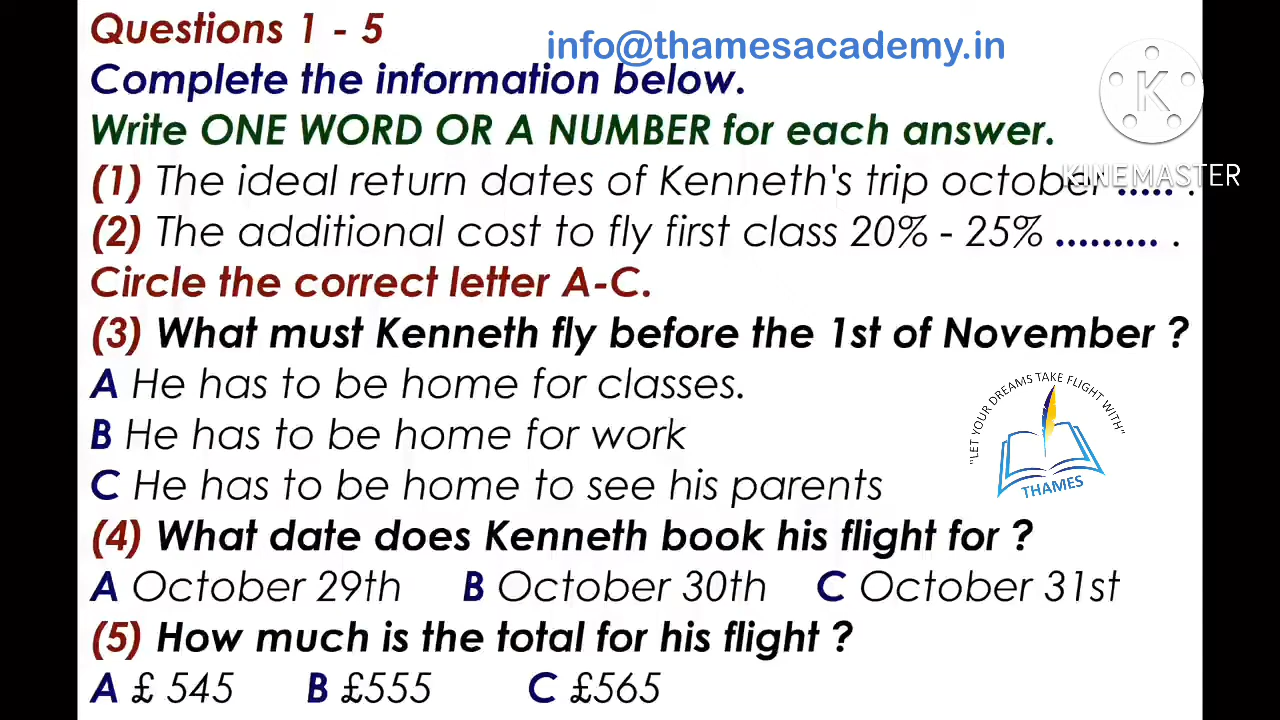 Questions 1 - 5
info@thamesacademy.in
Complete the information below.
Write ONE WORD OR A NUMBER for each answer.
K
KINEMASTER
(1) The ideal return dates of Kenneth's trip october ..... .
(2) The additional cost to fly first class 20% - 25% ......... .
Circle the correct letter A-C.
(3) What must Kenneth fly before the 1st of November ?
A He has to be home for classes.
B He has to be home for work
C He has to be home to see his parents
"LET YOUR DREAMS TAKE FLIGHT WITH"
THAMES
(4) What date does Kenneth book his flight for ?
A October 29th B October 30th C October 31st
(5) How much is the total for his flight ?
A £ 545 B £555 C £565